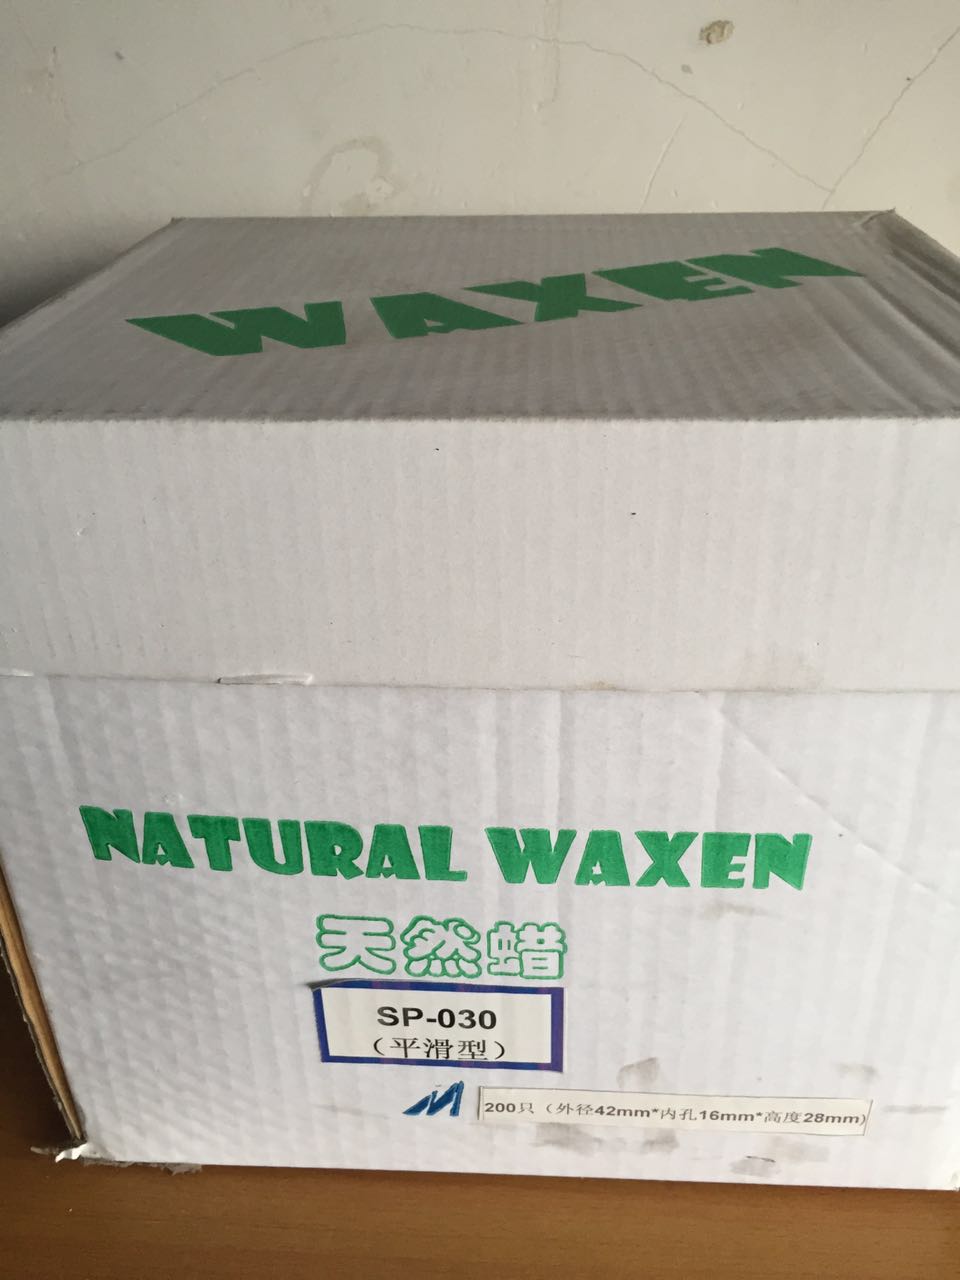 WAXEN
NATURAL WAXEN
天然蜡
SP-030
（平滑型）
M
200只（外径42mm*内孔16mm*高度28mm)